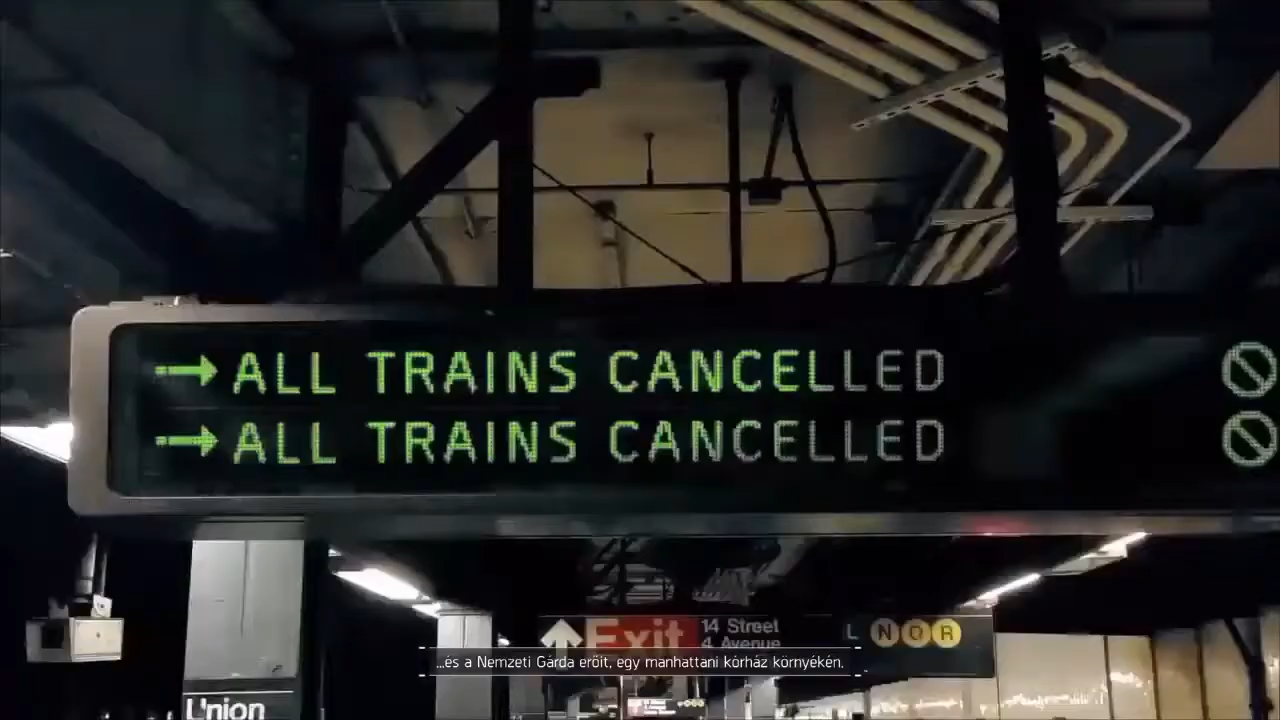 → ALL TRAINS CANCELLED
→ ALL TRAINS CANCELLED
Exit
14 Street
4 Avenue
L N Q R
...és a Nemzeti Gárda erőit, egy manhattani kórház környékén.
Union